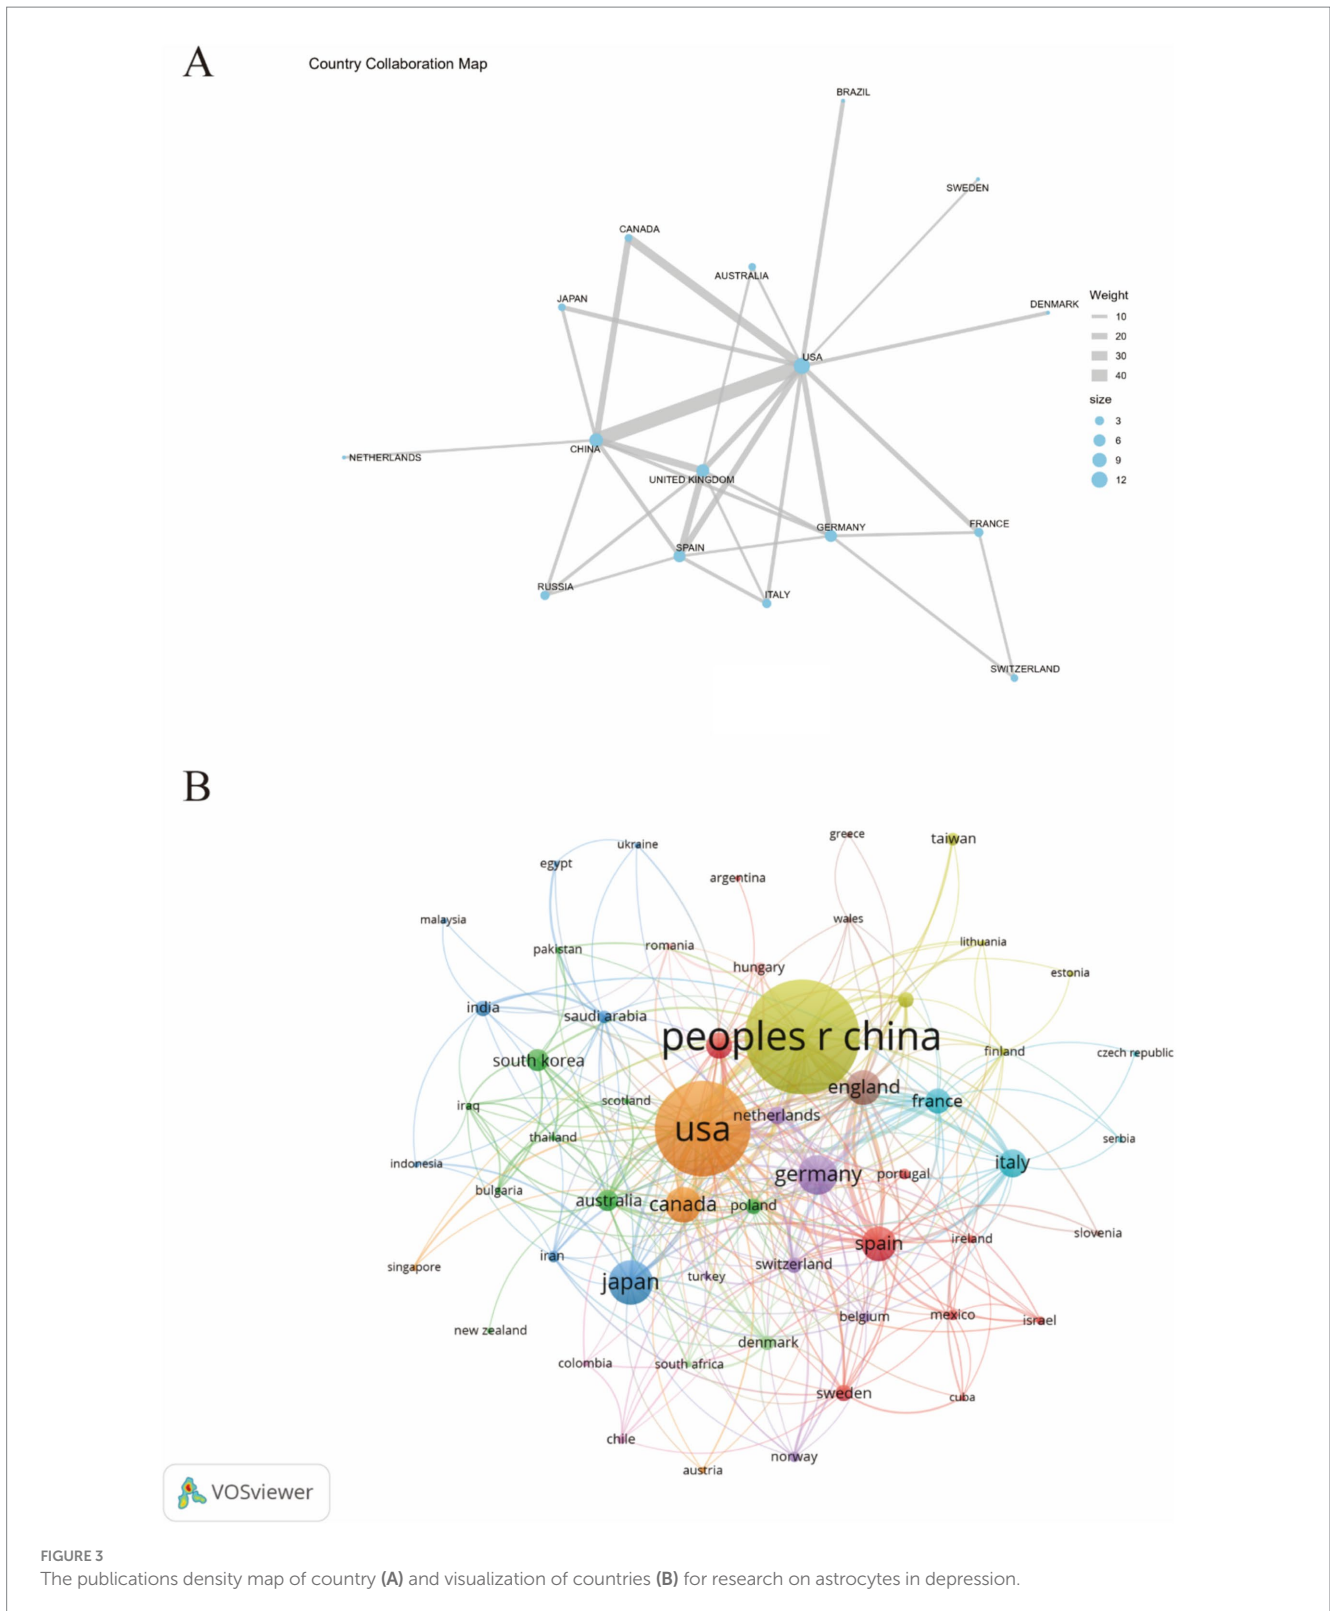 A
Country Collaboration Map
BRAZIL
SWEDEN
CANADA
AUSTRALIA
JAPAN
DENMARK
USA
CHINA
NETHERLANDS
UNITED KINGDOM
GERMANY
FRANCE
SPAIN
RUSSIA
ITALY
SWITZERLAND
Weight
10
20
30
40
size
3
6
9
12
B
greece
taiwan
ukraine
egypt
argentina
malaysia
wales
pakistan
romania
lithuania
hungary
estonia
india
saudi arabia
peoples r china
south korea
finland
czech republic
england
scotland
france
iraq
netherlands
usa
thailand
serbia
indonesia
italy
germany
portugal
bulgaria
australia
canada
poland
slovenia
spain
ireland
iran
singapore
switzerland
japan
turkey
belgium
mexico
israel
new zealand
denmark
colombia
south africa
sweden
cuba
chile
norway
austria
VOSviewer
FIGURE 3
The publications density map of country (A) and visualization of countries (B) for research on astrocytes in depression.